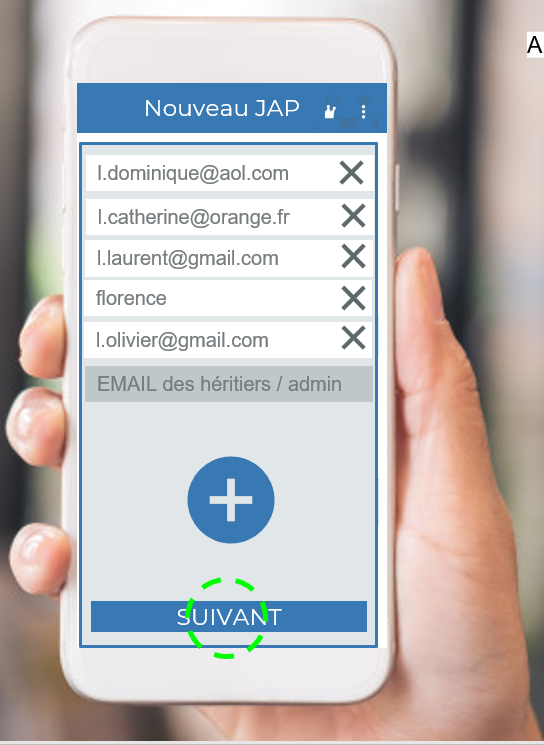 A
Nouveau JAP
l.dominique@aol.com
l.catherine@orange.fr
l.laurent@gmail.com
florence
l.olivier@gmail.com
EMAIL des héritiers / admin
SUIVANT